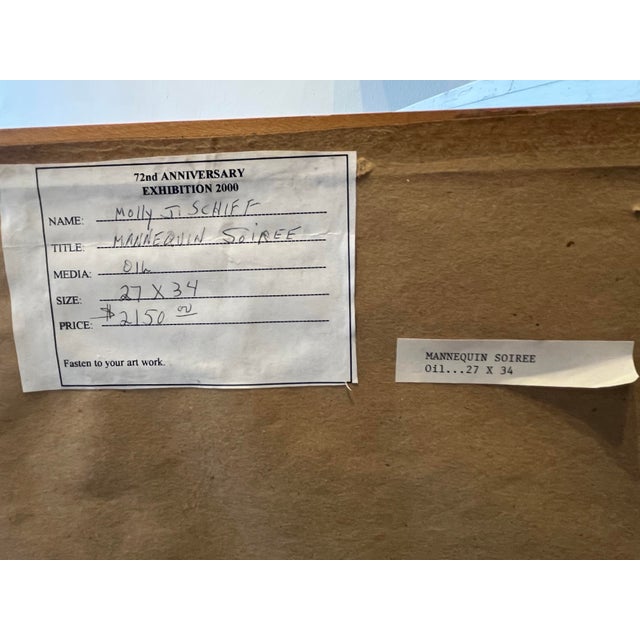 72nd ANNIVERSARY
EXHIBITION 2000
NAME: Molly J. SCHIFF
TITLE: MANNEQUIN SOIREE
MEDIA: OIL
SIZE: 27 X 34
PRICE: $2150 00
Fasten to your art work.
MANNEQUIN SOIREE
Oil...27 X 34